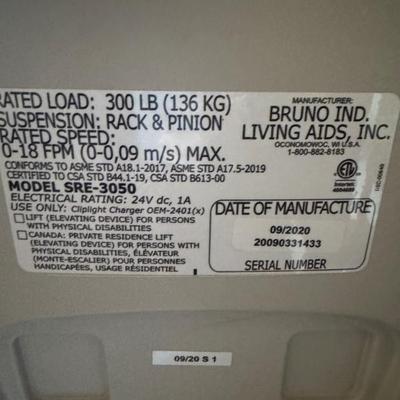 RATED LOAD: 300 LB (136 KG)
SUSPENSION: RACK & PINION
RATED SPEED:
0-18 FPM (0-0,09 m/s) MAX.
CONFORMS TO ASME STD A18.1-2017, ASME STD A17.5-2019
CERTIFIED TO CSA STD B44.1-19, CSA STD B613-00
MODEL SRE-3050
ELECTRICAL RATING: 24V dc, 1A
USE ONLY: Cliplight Charger OEM-2401(x)
LIFT (ELEVATING DEVICE) FOR PERSONS
WITH PHYSICAL DISABILITIES
CANADA: PRIVATE RESIDENCE LIFT
(ELEVATING DEVICE) FOR PERSONS WITH
PHYSICAL DISABILITIES, ÉLEVATEUR
(MONTE-ESCALIER) POUR PERSONNES
HANDICAPÉES, USAGE RÉSIDENTIEL
MANUFACTURER:
BRUNO IND.
LIVING AIDS, INC.
OCONOMOWOC, WI U.S.A.
1-800-882-8183
ETL
Intertek
DATE OF MANUFACTURE
09/2020
20090331433
SERIAL NUMBER
09/20 S 1